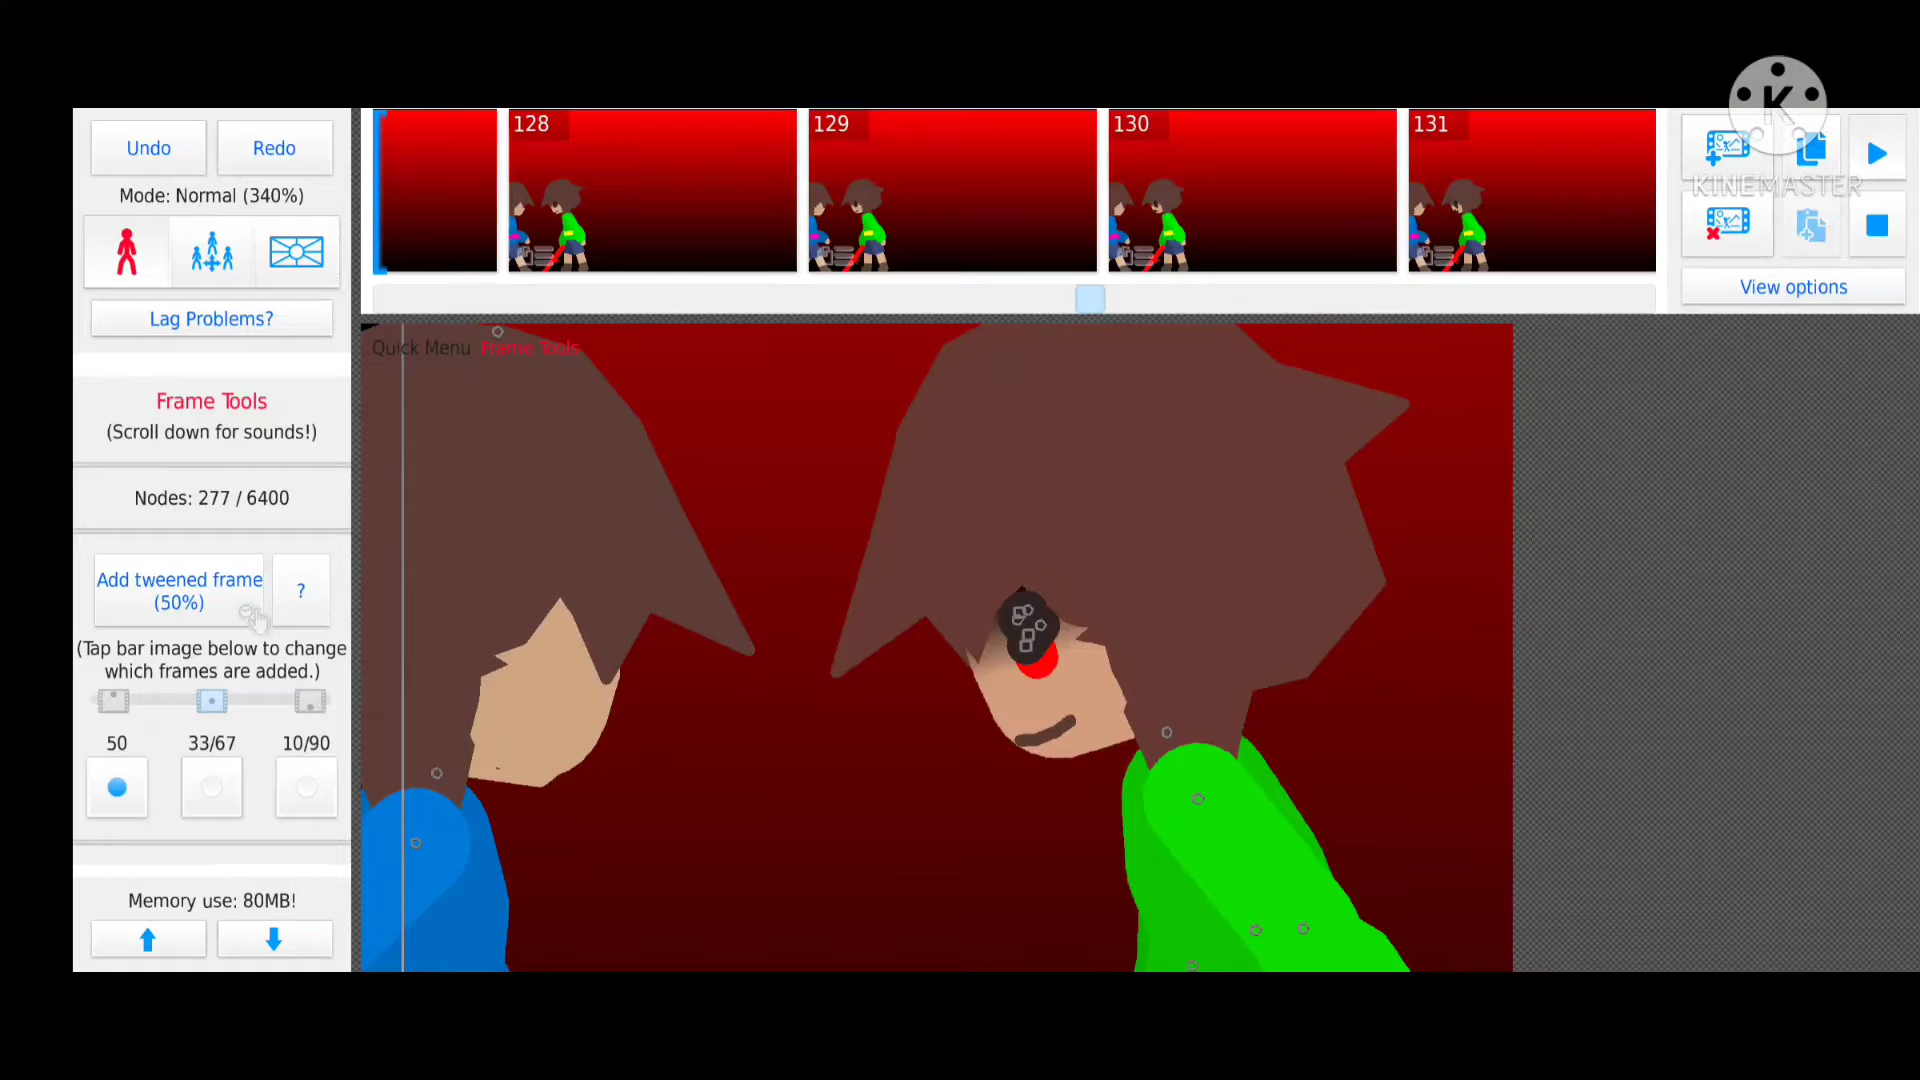 Undo
Redo
Mode: Normal (340%)
Lag Problems?
Frame Tools
(Scroll down for sounds!)
Nodes: 277 / 6400
Add tweened frame
(50%)
?
(Tap bar image below to change
which frames are added.)
50
33/67
10/90
Memory use: 80MB!
128
129
130
131
K
KINEMASTER
View options
Quick Menu
Frame Tools